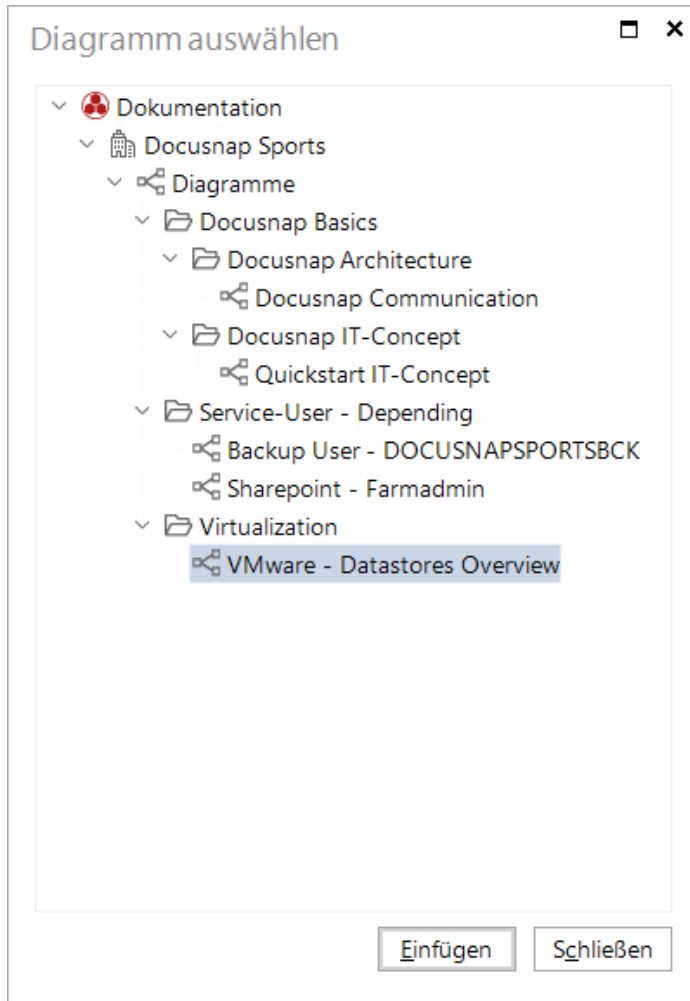 Diagramm auswählen
Dokumentation
Docusnap Sports
Diagramme
Docusnap Basics
Docusnap Architecture
Docusnap Communication
Docusnap IT-Concept
Quickstart IT-Concept
Service-User - Depending
Backup User - DOCUSNAPSPORTSBCK
Sharepoint - Farmadmin
Virtualization
VMware - Datastores Overview
Einfügen Schließen